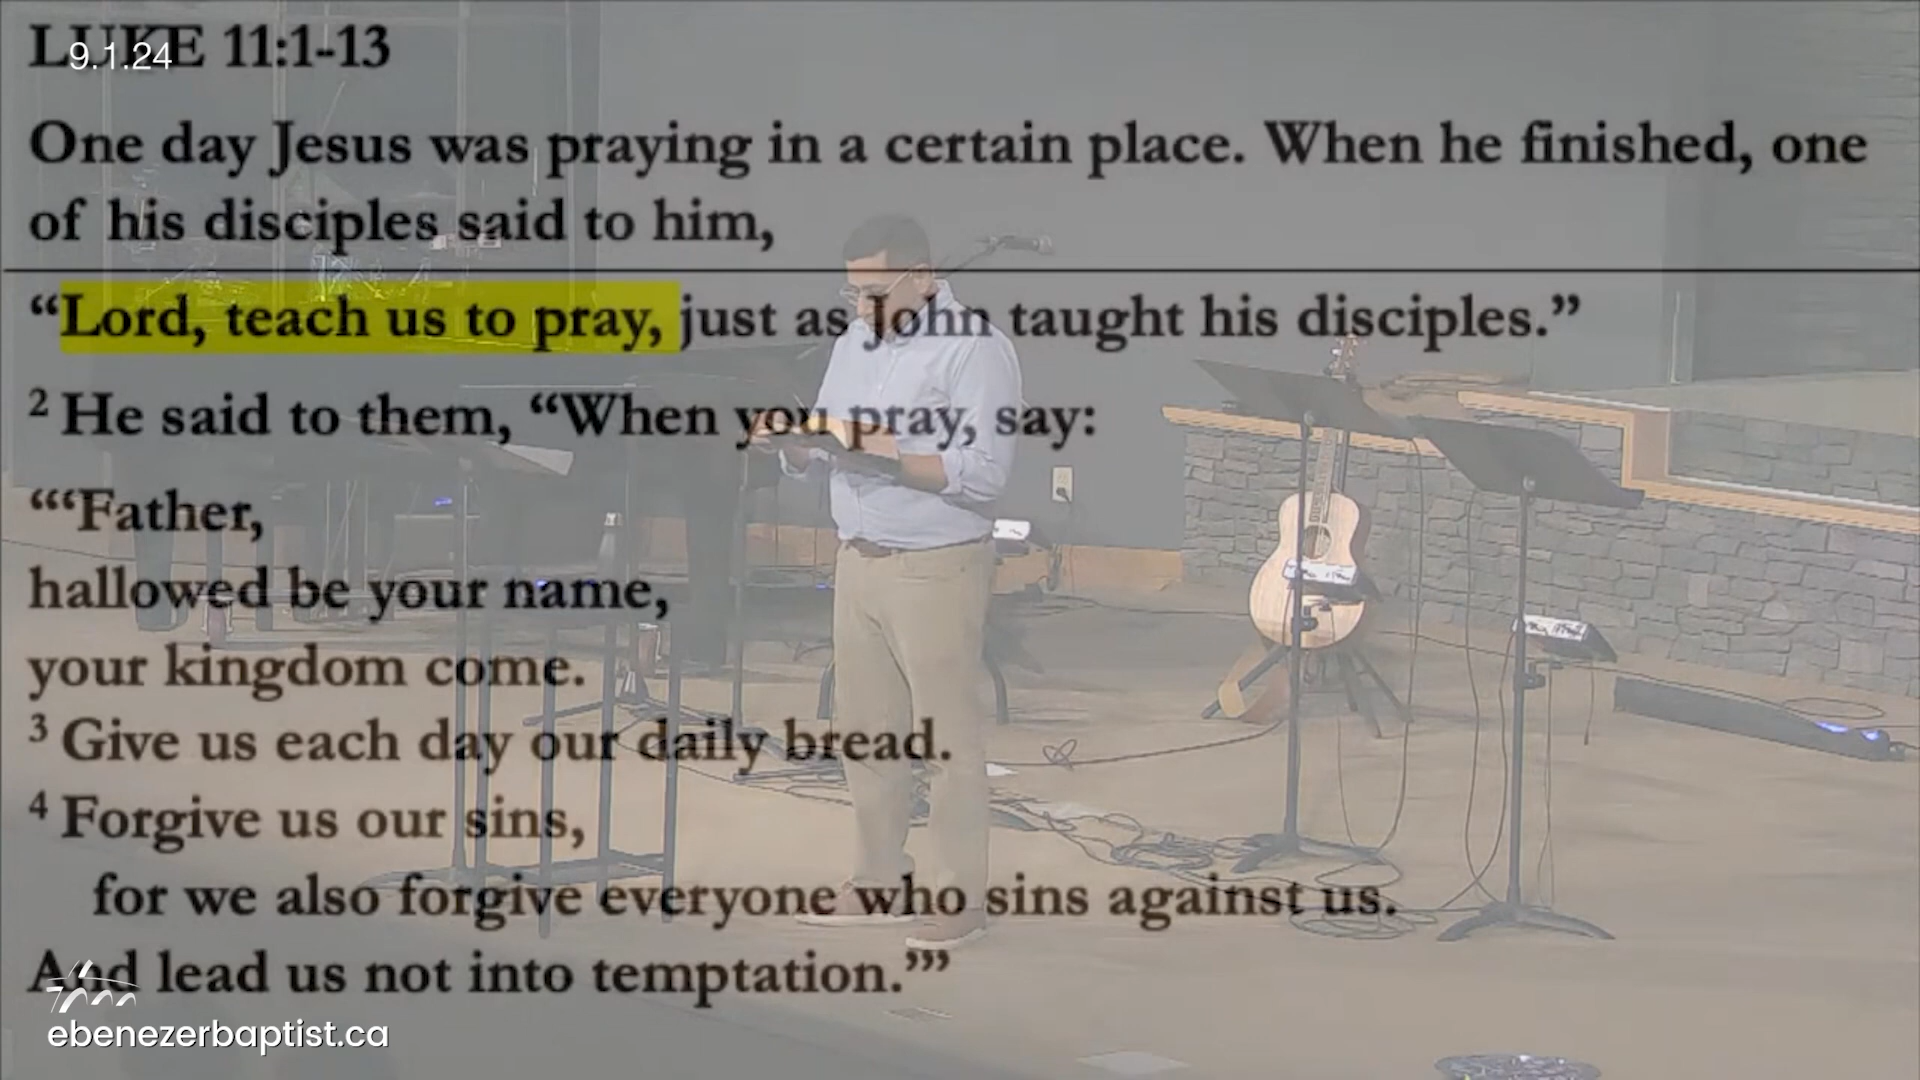 LUKE 11:1-13
9.1.24
One day Jesus was praying in a certain place. When he finished, one
of his disciples said to him,
“Lord, teach us to pray, just as John taught his disciples.”
2 He said to them, “When you pray, say:
“‘Father,
hallowed be your name,
your kingdom come.
3 Give us each day our daily bread.
4 Forgive us our sins,
for we also forgive everyone who sins against us.
And lead us not into temptation.’”
ebenezerbaptist.ca